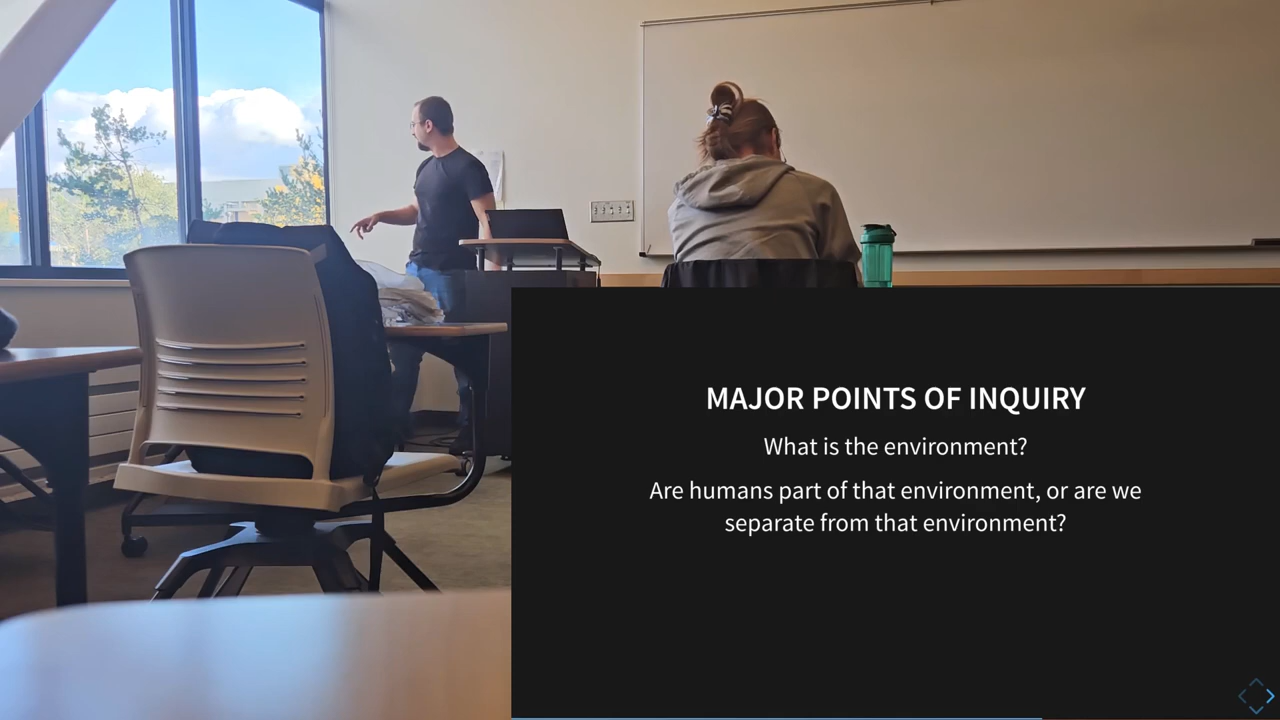 MAJOR POINTS OF INQUIRY
What is the environment?
Are humans part of that environment, or are we
separate from that environment?